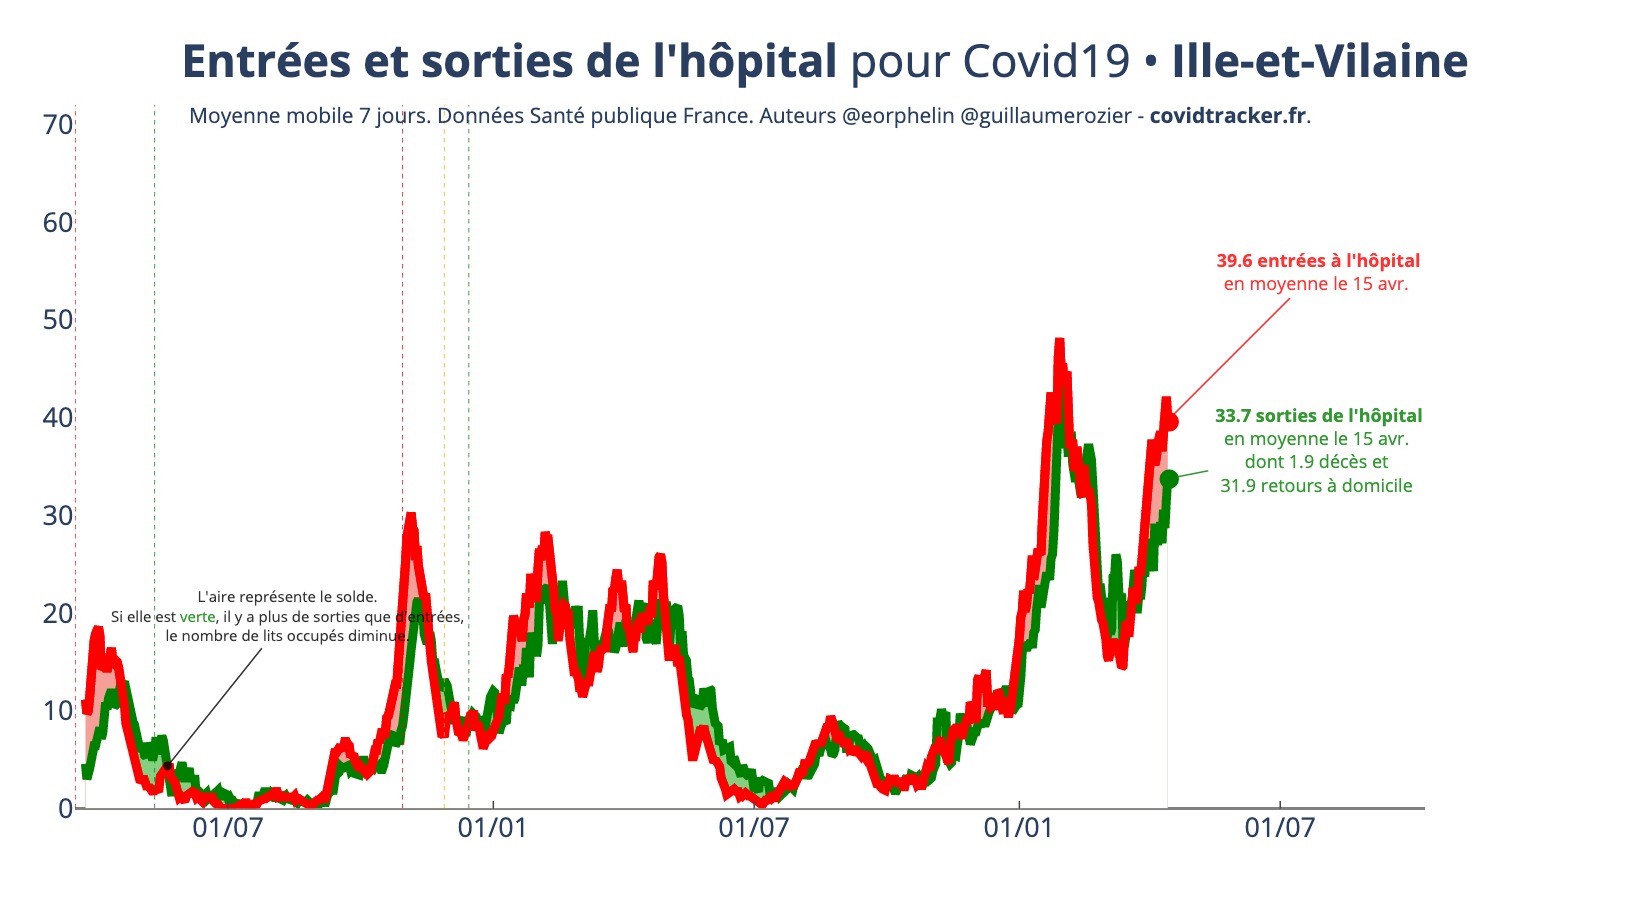 Entrées et sorties de l'hôpital pour Covid19 • Ille-et-Vilaine
Moyenne mobile 7 jours. Données Santé publique France. Auteurs @eorphelin @guillaumerozier - covidtracker.fr.
70
60
50
40
30
20
10
0
39.6 entrées à l'hôpital
en moyenne le 15 avr.
33.7 sorties de l'hôpital
en moyenne le 15 avr.
dont 1.9 décès et
31.9 retours à domicile
L'aire représente le solde.
Si elle est verte, il y a plus de sorties que d'entrées,
le nombre de lits occupés diminue.
01/07
01/01
01/07
01/01
01/07